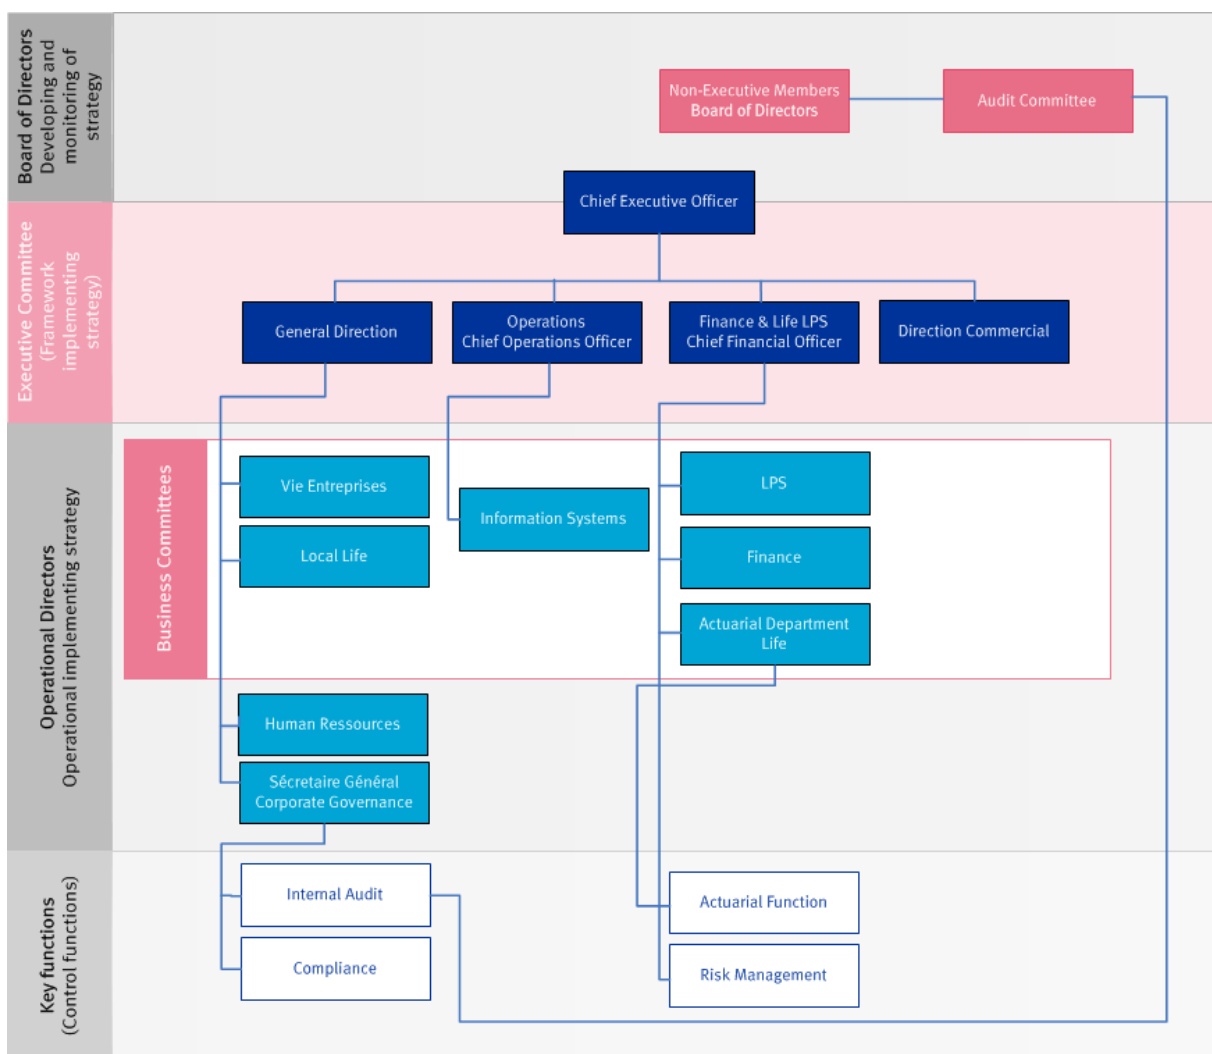 Board of Directors
Developing and
monitoring of
strategy
Non-Executive Members
Board of Directors
Audit Committee
Chief Executive Officer
Executive Committee
(Framework
implementing
strategy)
General Direction
Operations
Chief Operations Officer
Finance & Life LPS
Chief Financial Officer
Direction Commercial
Operational Directors
Operational implementing strategy
Business Committees
Vie Entreprises
Local Life
Information Systems
LPS
Finance
Actuarial Department
Life
Human Ressources
Sécretaire Général
Corporate Governance
Key functions
(Control functions)
Internal Audit
Compliance
Actuarial Function
Risk Management